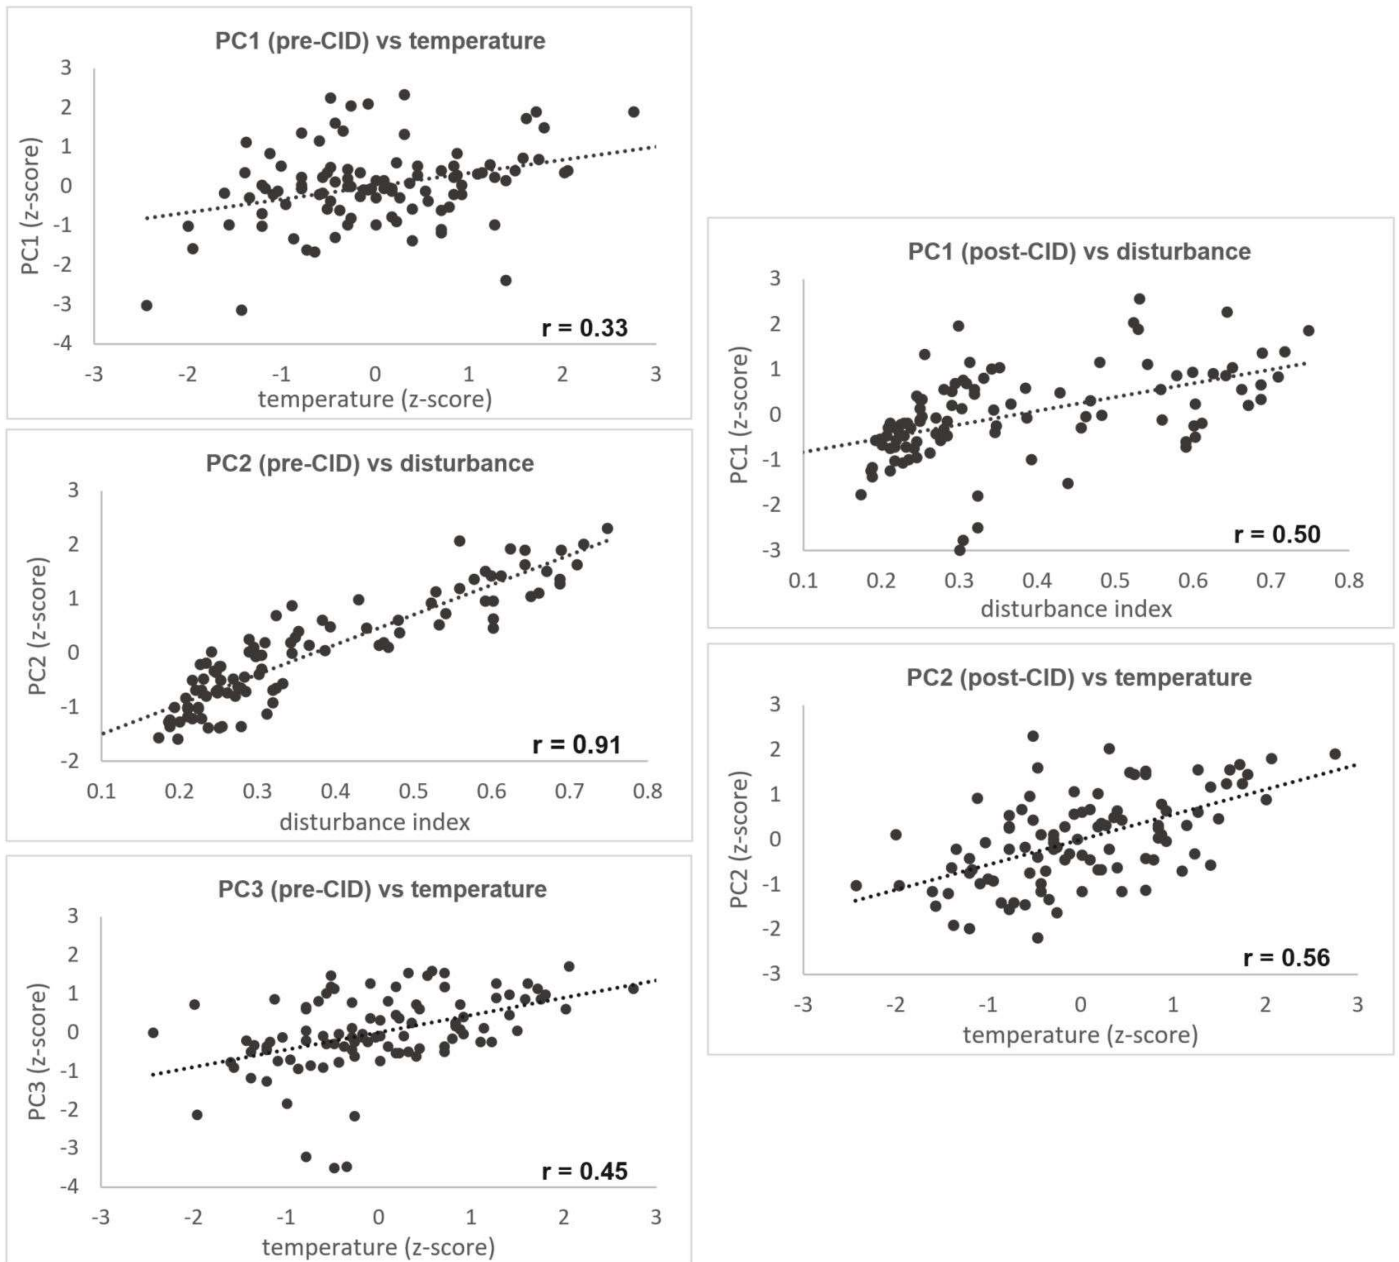 PC1 (pre-CID) vs temperature
3
2
1
0
-1
-2
-3
-4
PC1 (z-score)
r = 0.33
-3 -2 -1 0 1 2 3
temperature (z-score)
PC2 (pre-CID) vs disturbance
3
2
1
0
-1
-2
PC2 (z-score)
r = 0.91
0.1 0.2 0.3 0.4 0.5 0.6 0.7 0.8
disturbance index
PC3 (pre-CID) vs temperature
3
2
1
0
-1
-2
-3
-4
PC3 (z-score)
r = 0.45
-3 -2 -1 0 1 2 3
temperature (z-score)
PC1 (post-CID) vs disturbance
3
2
1
0
-1
-2
-3
PC1 (z-score)
r = 0.50
0.1 0.2 0.3 0.4 0.5 0.6 0.7 0.8
disturbance index
PC2 (post-CID) vs temperature
3
2
1
0
-1
-2
-3
PC2 (z-score)
r = 0.56
-3 -2 -1 0 1 2 3
temperature (z-score)